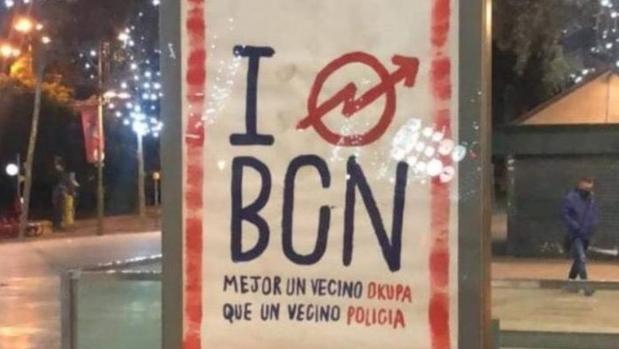 I
BCN
MEJOR UN VECINO OKUPA
QUE UN VECINO POLICIA